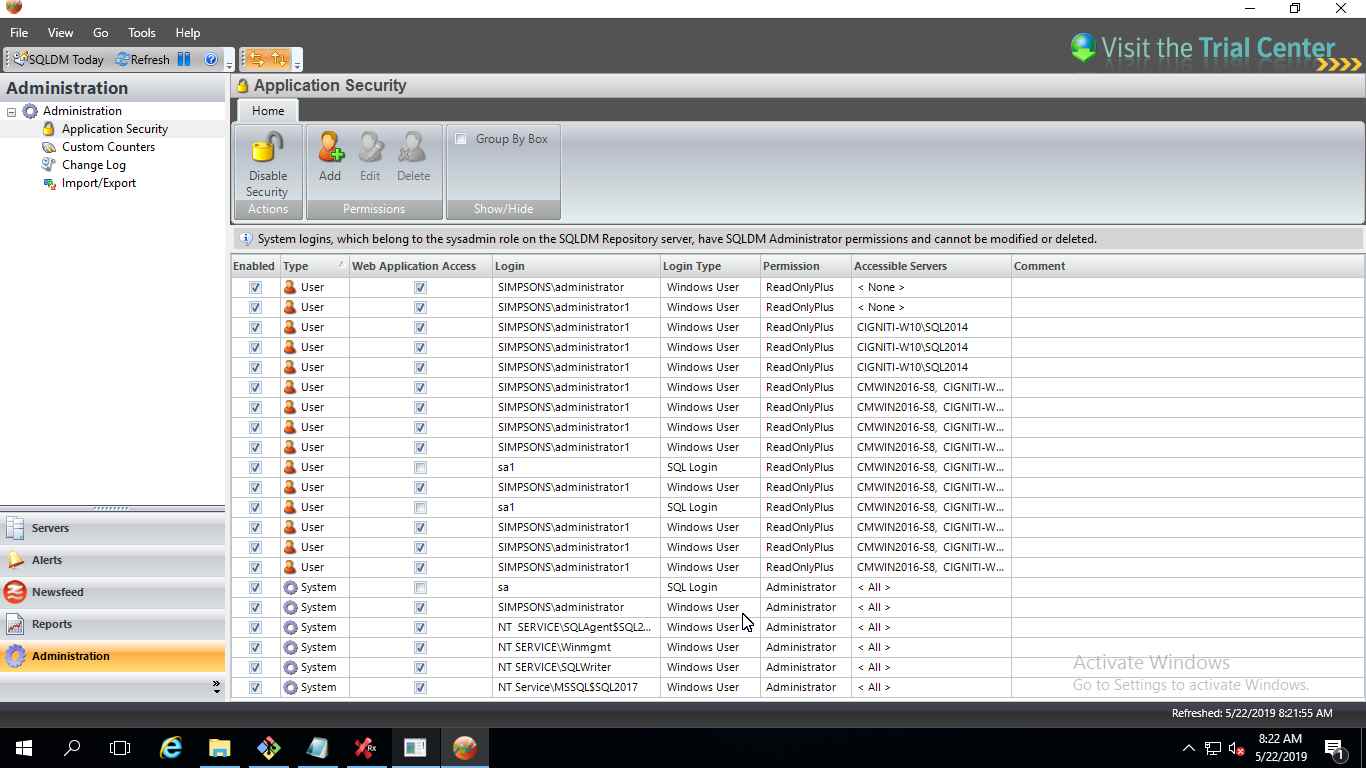 File View Go Tools Help
SQLDM Today Refresh
Visit the Trial Center
Administration
Administration
Application Security
Custom Counters
Change Log
Import/Export
Servers
Alerts
Newsfeed
Reports
Administration
Application Security
Home
Disable Security
Actions
Add Edit Delete
Permissions
Group By Box
Show/Hide
System logins, which belong to the sysadmin role on the SQLDM Repository server, have SQLDM Administrator permissions and cannot be modified or deleted.
Enabled Type Web Application Access Login Login Type Permission Accessible Servers Comment
User SIMPSONS\administrator Windows User ReadOnlyPlus < None >
User SIMPSONS\administrator1 Windows User ReadOnlyPlus < None >
User SIMPSONS\administrator1 Windows User ReadOnlyPlus CIGNITI-W10\SQL2014
User SIMPSONS\administrator1 Windows User ReadOnlyPlus CIGNITI-W10\SQL2014
User SIMPSONS\administrator1 Windows User ReadOnlyPlus CIGNITI-W10\SQL2014
User SIMPSONS\administrator1 Windows User ReadOnlyPlus CMWIN2016-S8, CIGNITI-W...
User SIMPSONS\administrator1 Windows User ReadOnlyPlus CMWIN2016-S8, CIGNITI-W...
User SIMPSONS\administrator1 Windows User ReadOnlyPlus CMWIN2016-S8, CIGNITI-W...
User SIMPSONS\administrator1 Windows User ReadOnlyPlus CMWIN2016-S8, CIGNITI-W...
User sa1 SQL Login ReadOnlyPlus CMWIN2016-S8, CIGNITI-W...
User SIMPSONS\administrator1 Windows User ReadOnlyPlus CMWIN2016-S8, CIGNITI-W...
User sa1 SQL Login ReadOnlyPlus CMWIN2016-S8, CIGNITI-W...
User SIMPSONS\administrator1 Windows User ReadOnlyPlus CMWIN2016-S8, CIGNITI-W...
User SIMPSONS\administrator1 Windows User ReadOnlyPlus CMWIN2016-S8, CIGNITI-W...
User SIMPSONS\administrator1 Windows User ReadOnlyPlus CMWIN2016-S8, CIGNITI-W...
System sa SQL Login Administrator < All >
System SIMPSONS\administrator Windows User Administrator < All >
System NT SERVICE\SQLAgent$SQL2... Windows User Administrator < All >
System NT SERVICE\Winmgmt Windows User Administrator < All >
System NT SERVICE\SQLWriter Windows User Administrator < All >
System NT Service\MSSQL$SQL2017 Windows User Administrator < All >
Activate Windows
Go to Settings to activate Windows.
Refreshed: 5/22/2019 8:21:55 AM
Rx
8:22 AM
5/22/2019
1